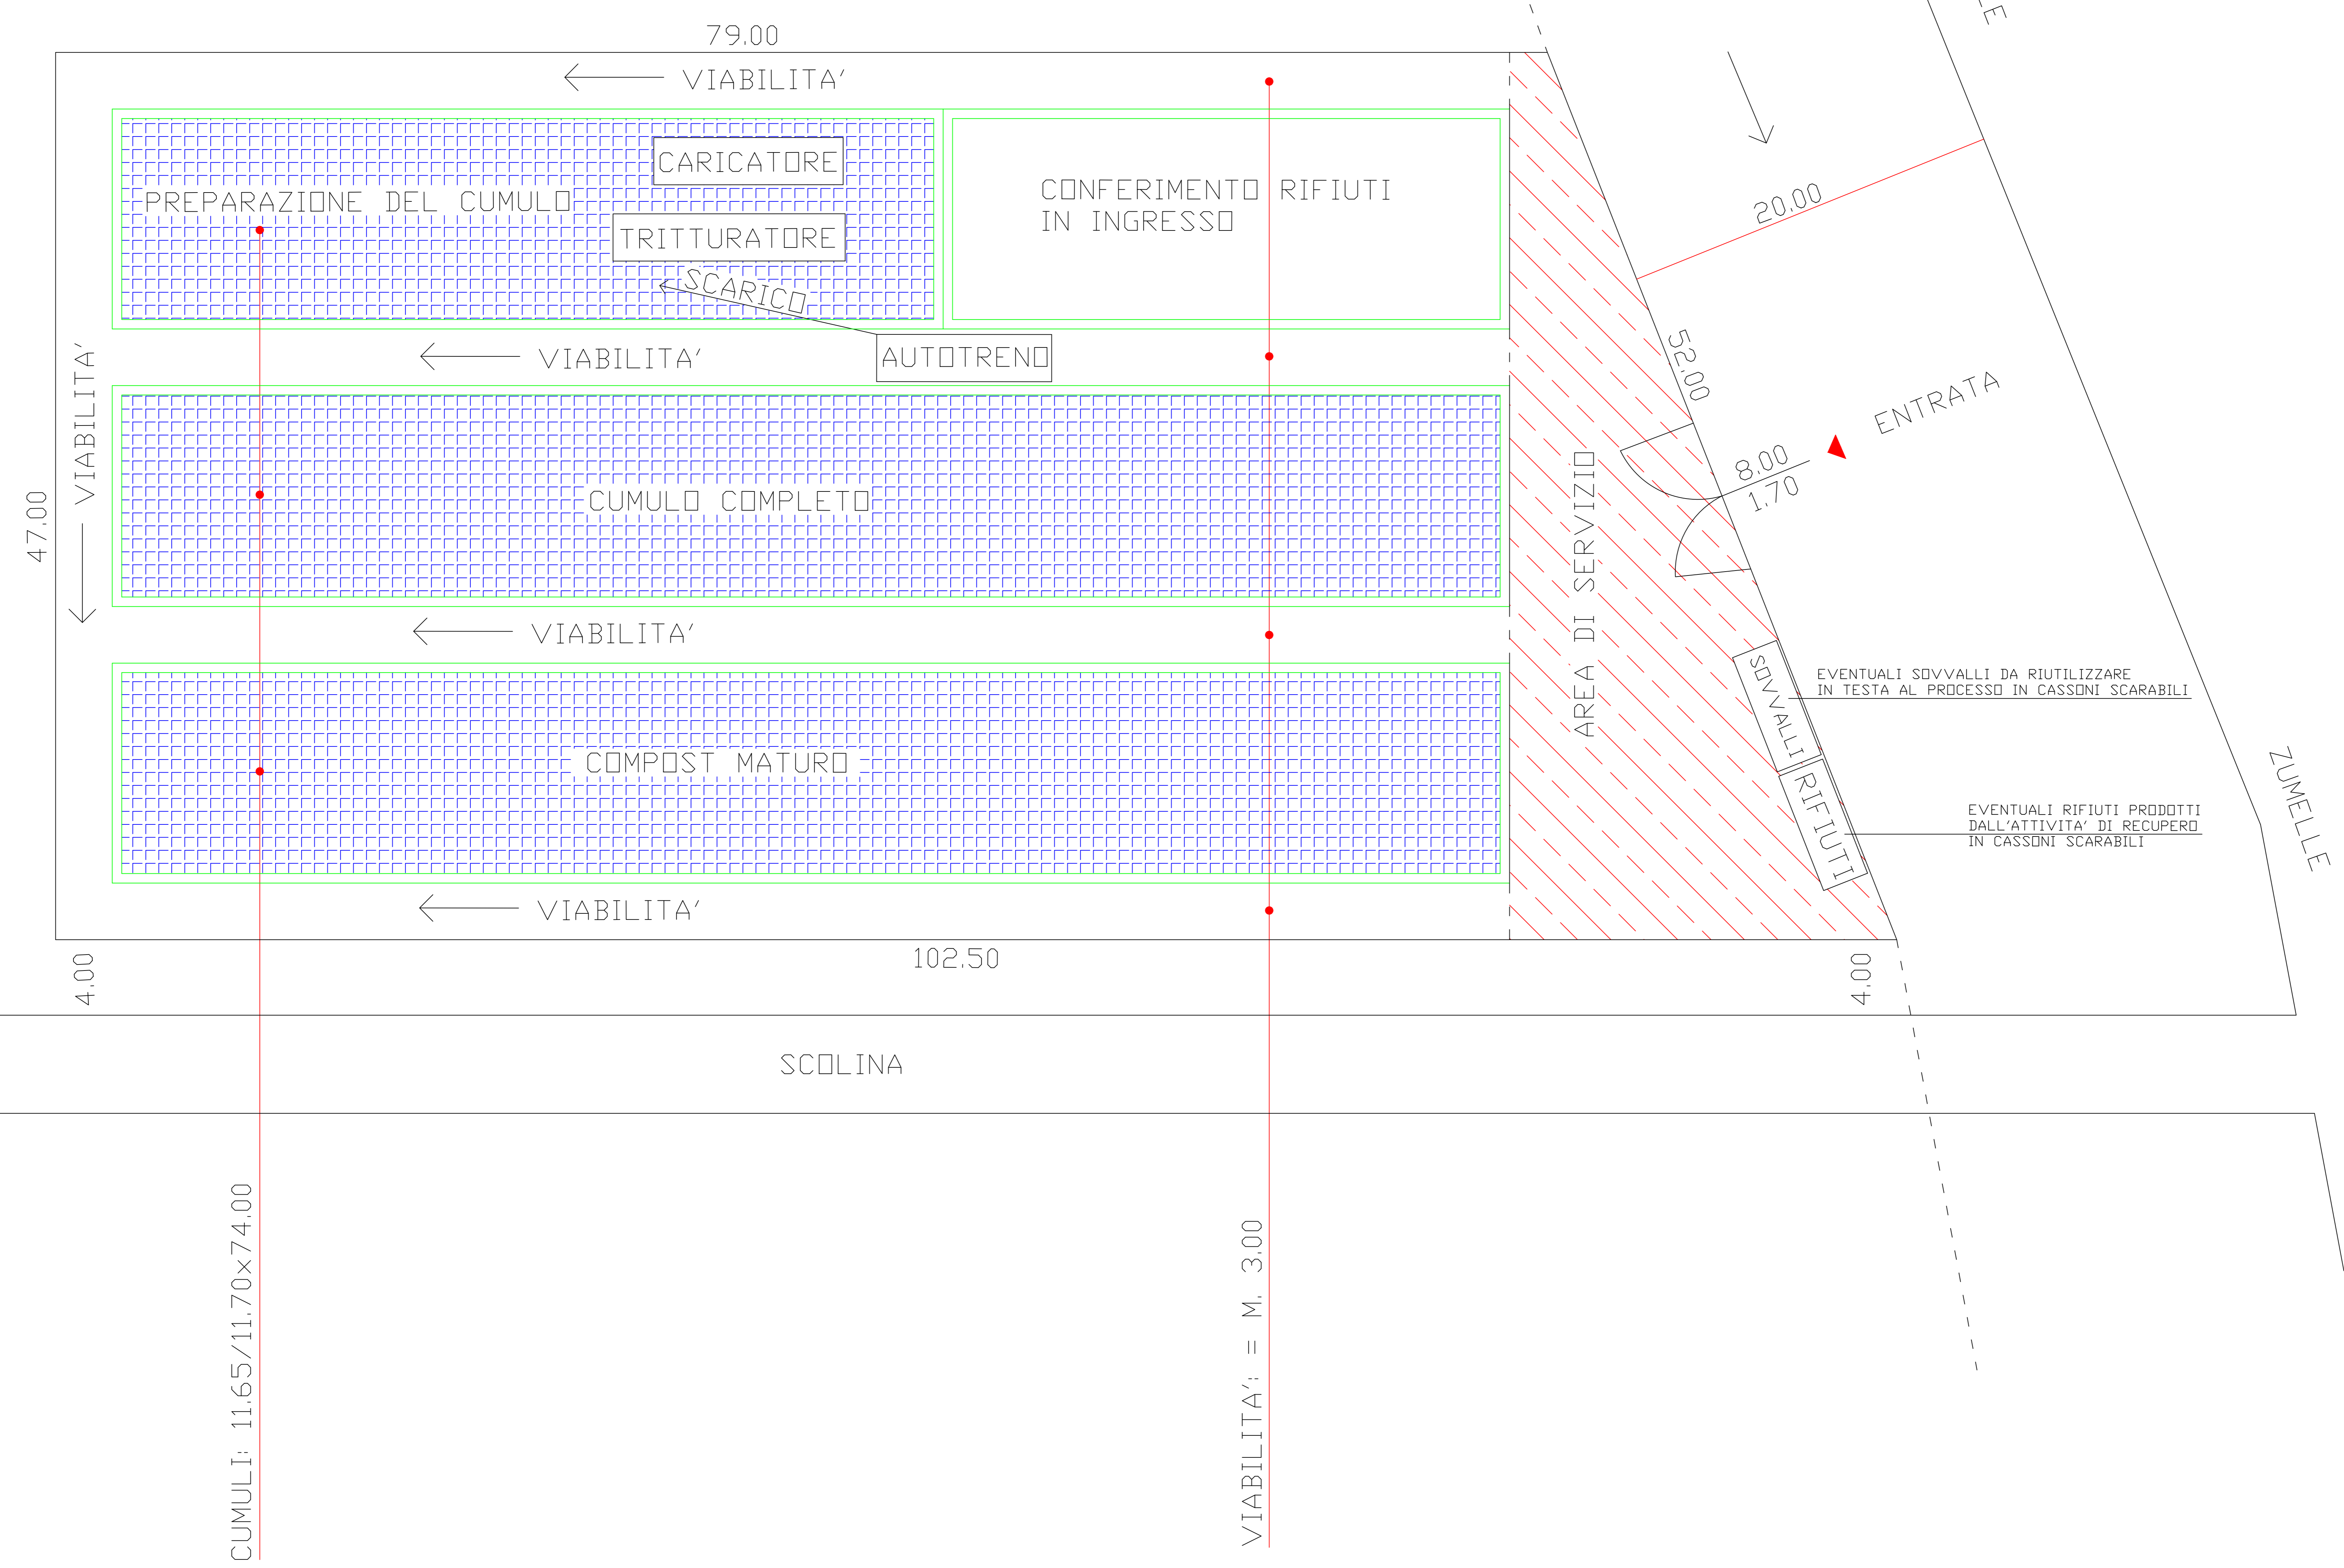 79.00
VIABILITA'
CARICATORE
PREPARAZIONE DEL CUMULO
TRITTURATORE
SCARICO
CONFERIMENTO RIFIUTI
IN INGRESSO
20.00
52.00
VIABILITA'
VIABILITA'
AUTOTRENO
ENTRATA
8.00
1.70
47.00
CUMULO COMPLETO
AREA DI SERVIZIO
VIABILITA'
SOVVALLI
EVENTUALI SOVVALLI DA RIUTILIZZARE
IN TESTA AL PROCESSO IN CASSONI SCARABILI
COMPOST MATURO
RIFIUTI
EVENTUALI RIFIUTI PRODOTTI
DALL'ATTIVITA' DI RECUPERO
IN CASSONI SCARABILI
ZUMELLE
VIABILITA'
4.00
102.50
4.00
SCOLINA
CUMULI: 11.65/11.70x74.00
VIABILITA': = M. 3.00